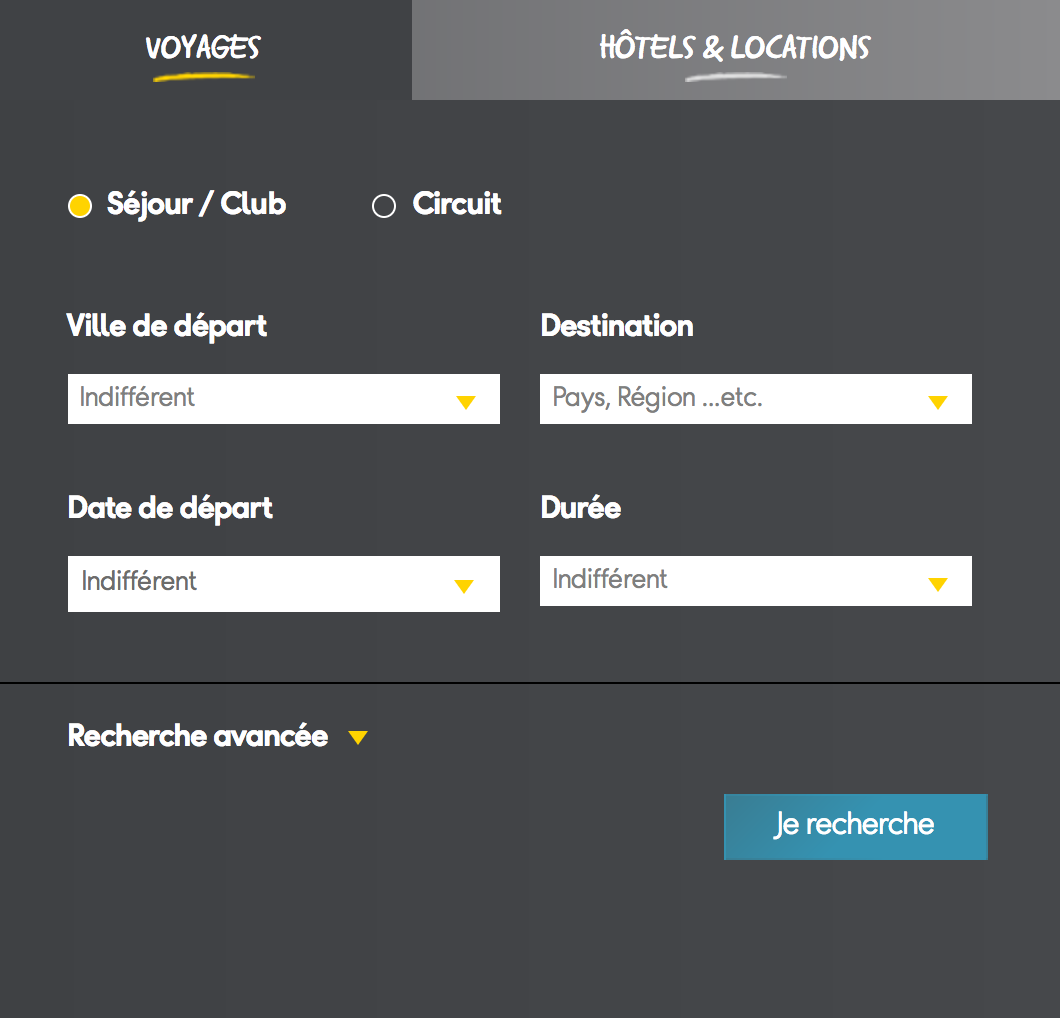 VOYAGES
HÔTELS & LOCATIONS
Séjour / Club
Circuit
Ville de départ
Destination
Indifférent
Pays, Région ...etc.
Date de départ
Durée
Indifférent
Indifférent
Recherche avancée
Je recherche